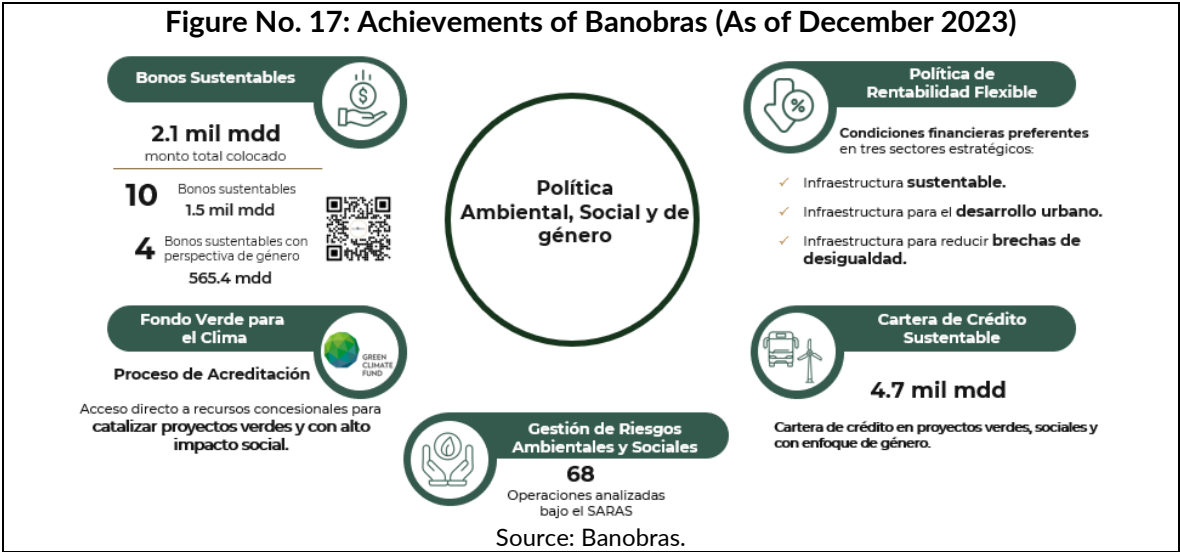 Figure No. 17: Achievements of Banobras (As of December 2023)
Bonos Sustentables
$
2.1 mil mdd
monto total colocado
10
Bonos sustentables
1.5 mil mdd
4
Bonos sustentables con
perspectiva de género
565.4 mdd
Fondo Verde para
el Clima
GREEN
CLIMATE
FUND
Proceso de Acreditación
Acceso directo a recursos concesionales para
catalizar proyectos verdes y con alto
impacto social.
Política
Ambiental, Social y de
género
Gestión de Riesgos
Ambientales y Sociales
68
Operaciones analizadas
bajo el SARAS
%
Política de
Rentabilidad Flexible
Condiciones financieras preferentes
en tres sectores estratégicos:
✓ Infraestructura sustentable.
✓ Infraestructura para el desarrollo urbano.
✓ Infraestructura para reducir brechas de
desigualdad.
Cartera de Crédito
Sustentable
4.7 mil mdd
Cartera de crédito en proyectos verdes, sociales y
con enfoque de género.
Source: Banobras.